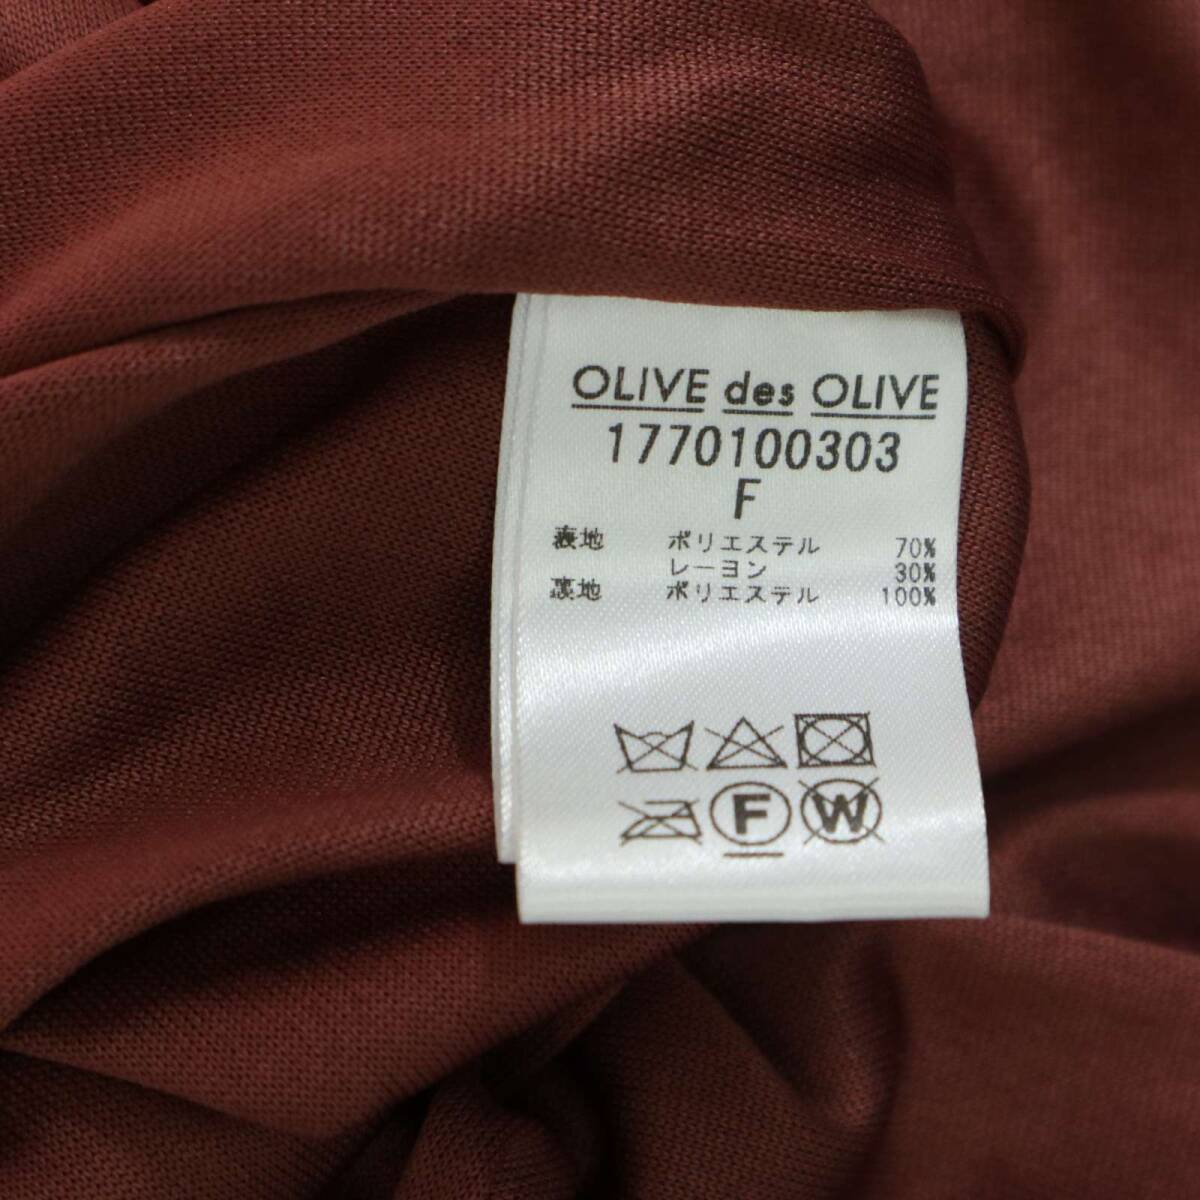 OLIVE des OLIVE
1770100303
F
表地 ポリエステル 70%
レーヨン 30%
裏地 ポリエステル 100%
F W